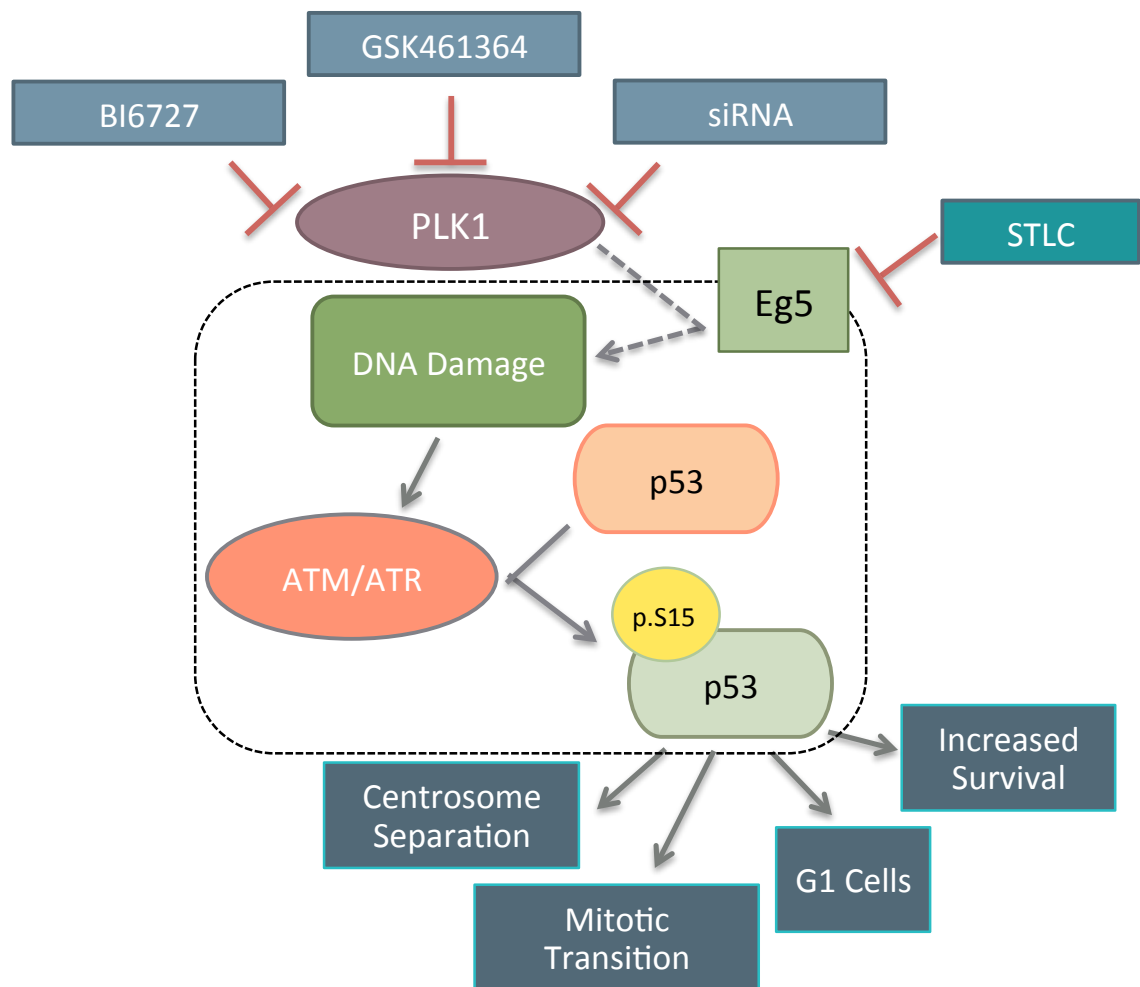 GSK461364
BI6727
siRNA
PLK1
STLC
Eg5
DNA Damage
p53
ATM/ATR
p.S15
p53
Increased
Survival
Centrosome
Separation
G1 Cells
Mitotic
Transition